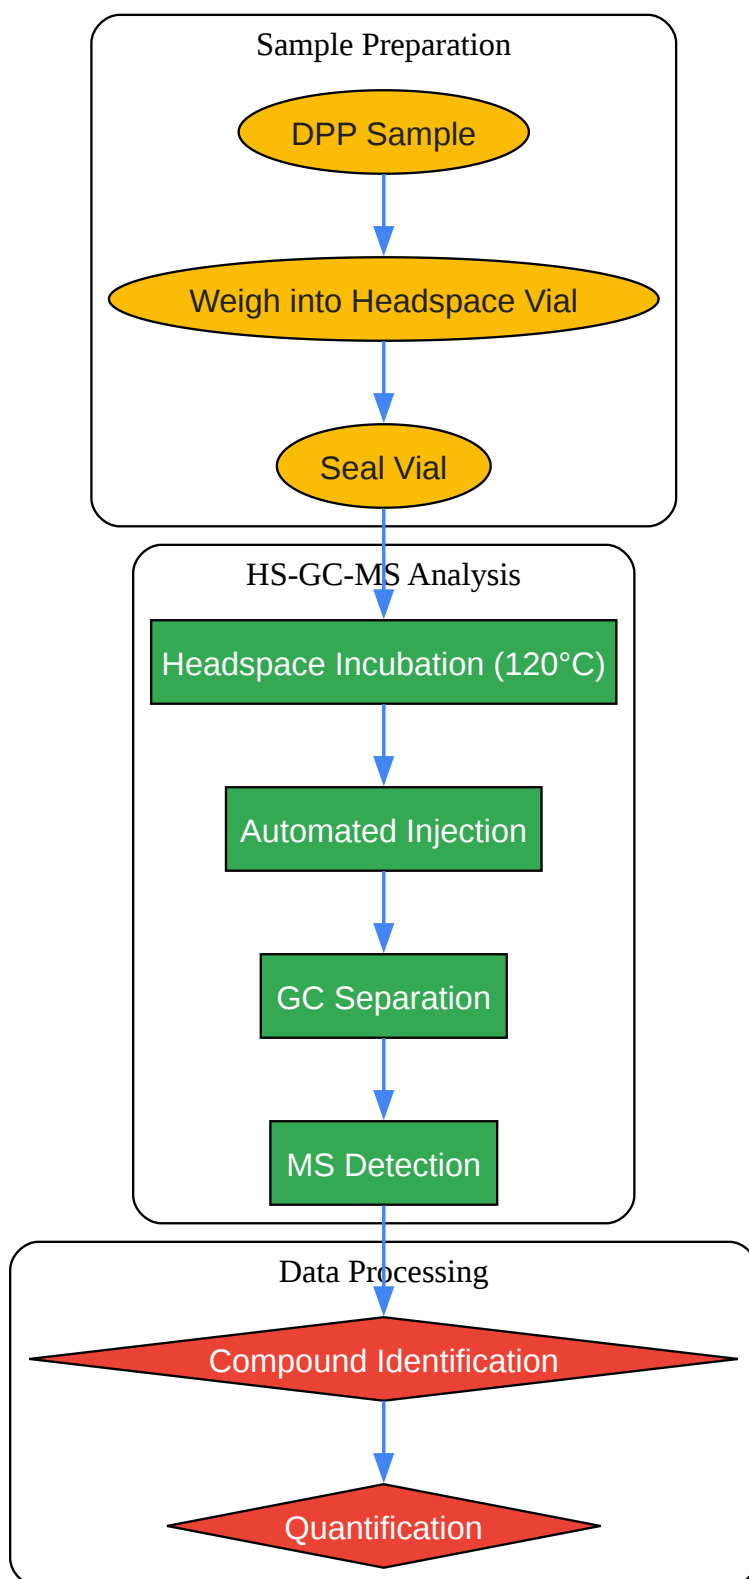 Sample Preparation
DPP Sample
Weigh into Headspace Vial
Seal Vial
HS-GC-MS Analysis
Headspace Incubation (120°C)
Automated Injection
GC Separation
MS Detection
Data Processing
Compound Identification
Quantification